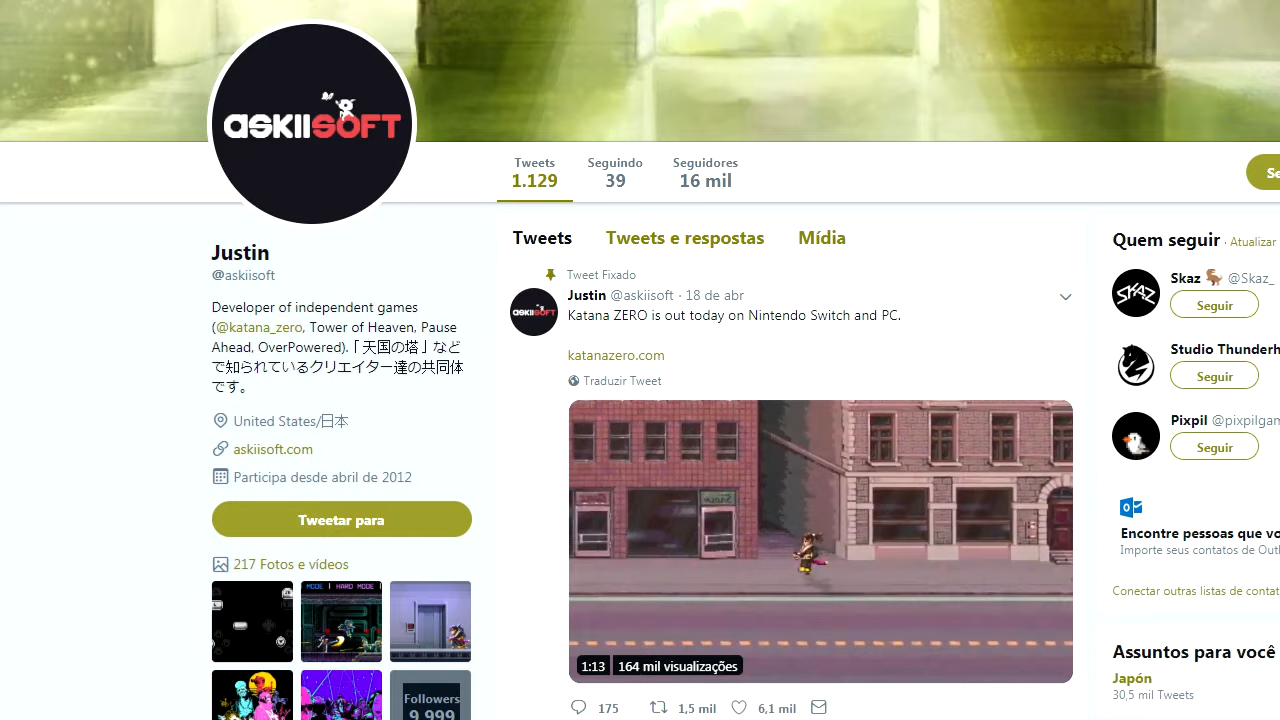 askiisoft
Tweets
1.129
Seguindo
39
Seguidores
16 mil
Justin
@askiisoft
Developer of independent games
(@katana_zero, Tower of Heaven, Pause
Ahead, OverPowered).「天国の塔」など
で知られているクリエイター達の共同体
です。
United States/日本
askiisoft.com
Participa desde abril de 2012
Tweetar para
217 Fotos e vídeos
MODE | HARD MODE |
Followers
9,999
Tweets
Tweets e respostas
Mídia
Tweet Fixado
Justin @askiisoft · 18 de abr
Katana ZERO is out today on Nintendo Switch and PC.
katanazero.com
Traduzir Tweet
1:13
164 mil visualizações
175
1,5 mil
6,1 mil
Se
Quem seguir · Atualizar
SKAZ
Skaz @Skaz_
Seguir
Studio Thunderh
Seguir
Pixpil @pixpilgam
Seguir
Encontre pessoas que vo
Importe seus contatos de Outl
Conectar outras listas de contat
Assuntos para você
Japón
30,5 mil Tweets